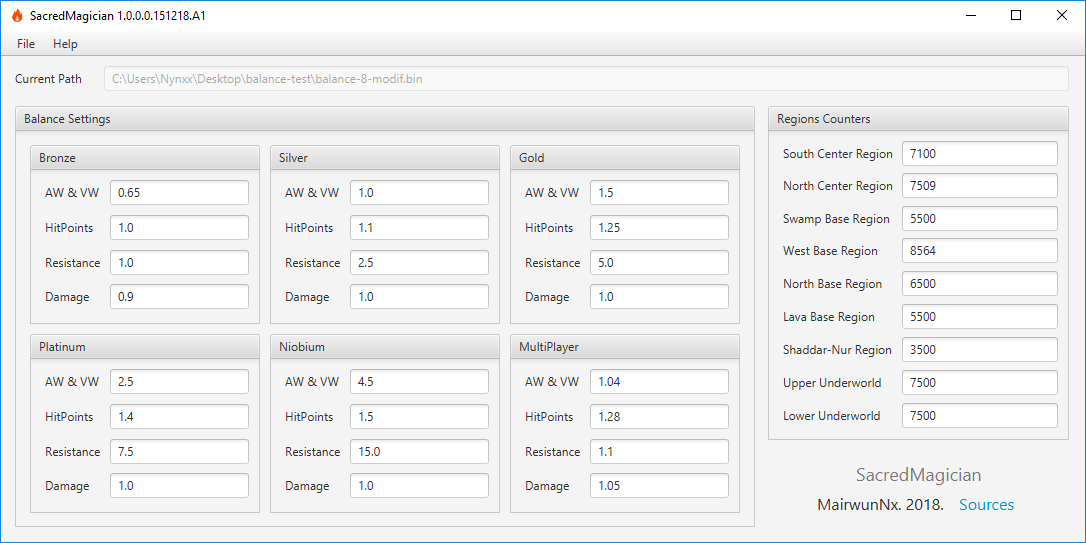 SacredMagician 1.0.0.0.151218.A1
File Help
Current Path C:\Users\Nynxx\Desktop\balance-test\balance-8-modif.bin
Balance Settings
Bronze
AW & VW 0.65
HitPoints 1.0
Resistance 1.0
Damage 0.9
Silver
AW & VW 1.0
HitPoints 1.1
Resistance 2.5
Damage 1.0
Gold
AW & VW 1.5
HitPoints 1.25
Resistance 5.0
Damage 1.0
Platinum
AW & VW 2.5
HitPoints 1.4
Resistance 7.5
Damage 1.0
Niobium
AW & VW 4.5
HitPoints 1.5
Resistance 15.0
Damage 1.0
MultiPlayer
AW & VW 1.04
HitPoints 1.28
Resistance 1.1
Damage 1.05
Regions Counters
South Center Region 7100
North Center Region 7509
Swamp Base Region 5500
West Base Region 8564
North Base Region 6500
Lava Base Region 5500
Shaddar-Nur Region 3500
Upper Underworld 7500
Lower Underworld 7500
SacredMagician
MairwunNx. 2018. Sources